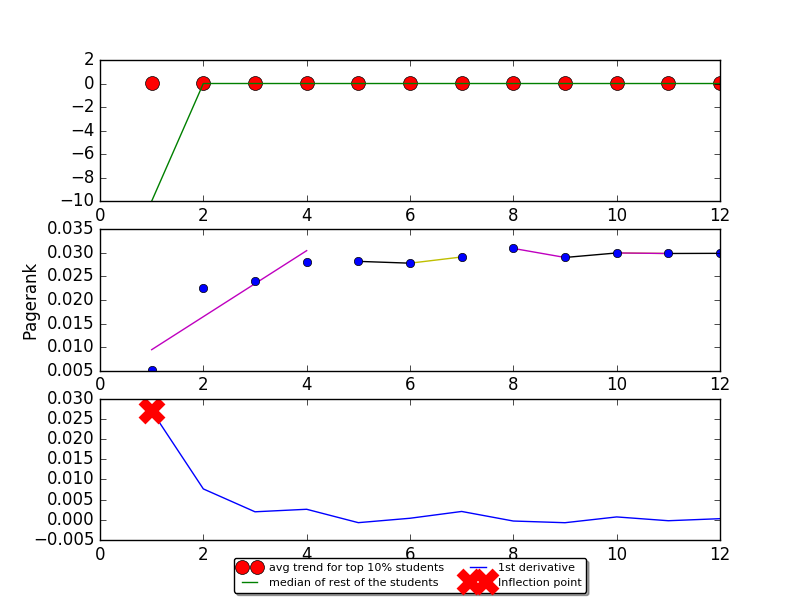 2
0
−2
−4
−6
−8
−10
0 2 4 6 8 10 12
0.035
0.030
0.025
0.020
0.015
0.010
0.005
Pagerank
0 2 4 6 8 10 12
0.030
0.025
0.020
0.015
0.010
0.005
0.000
−0.005
0 2 4 6 8 10 12
avg trend for top 10% students
median of rest of the students
1st derivative
Inflection point